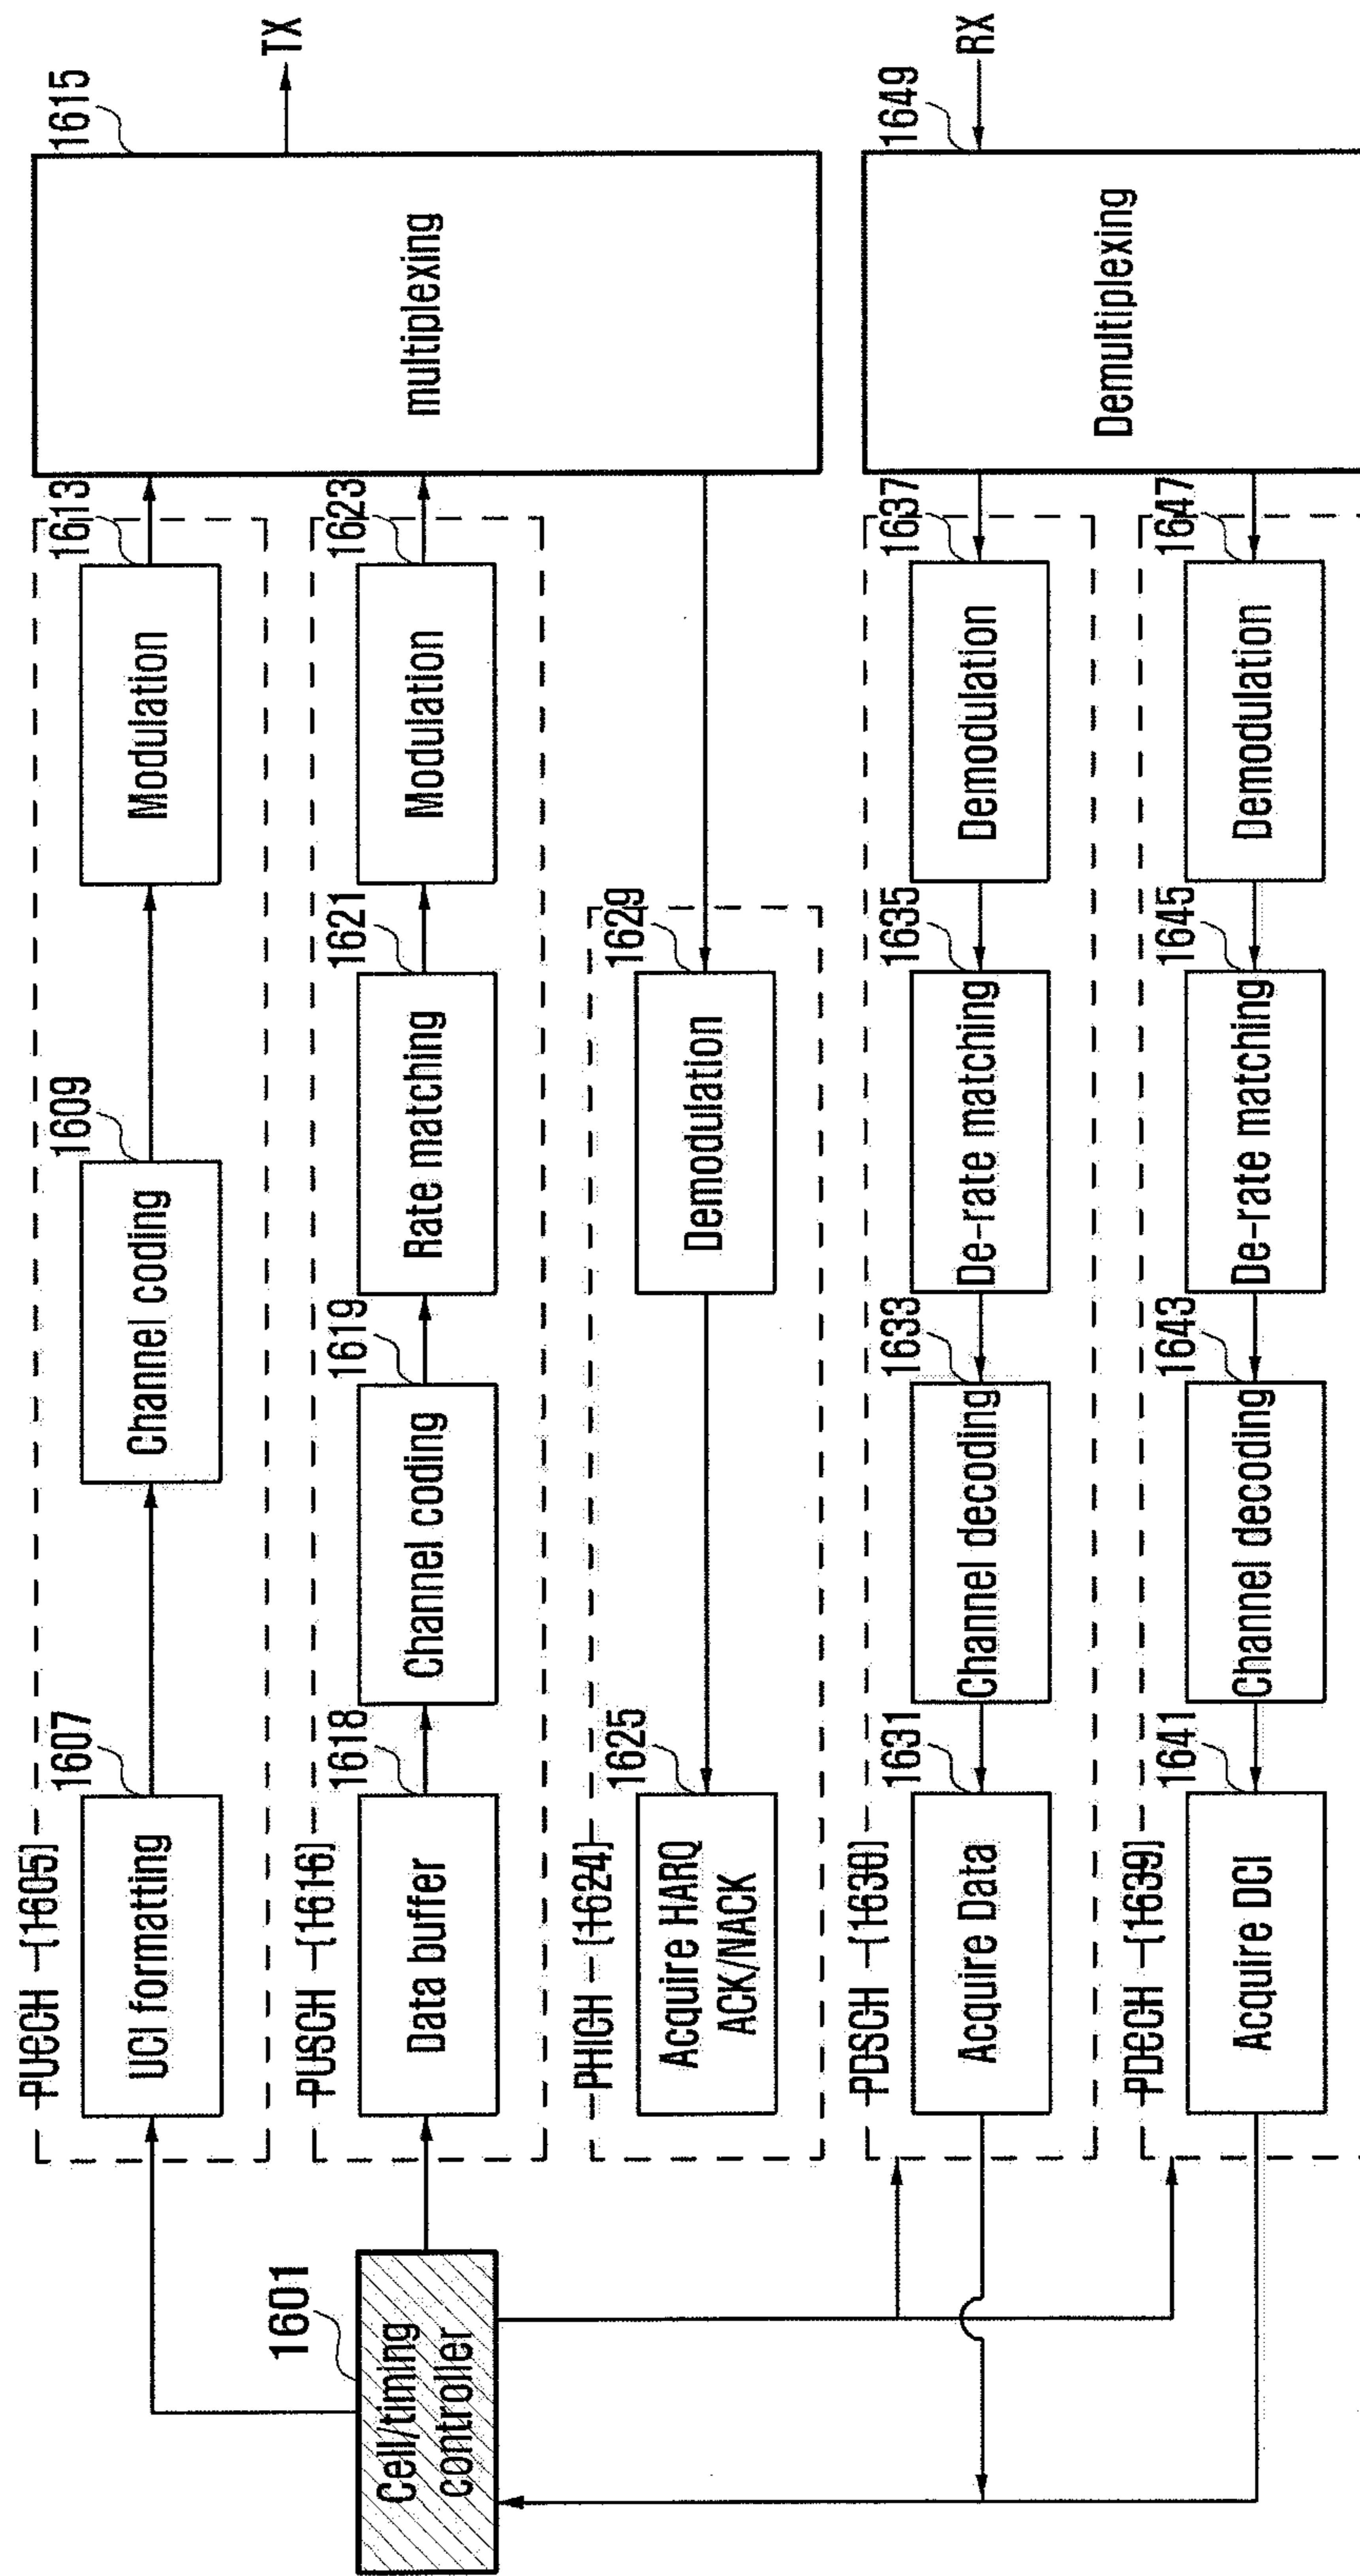 1601
Cell/timing
controller
PUCCH (1605)
1607
UCI formatting
1609
Channel coding
1613
Modulation
PUSCH (1616)
1618
Data buffer
1619
Channel coding
1621
Rate matching
1623
Modulation
1615
multiplexing
TX
PHICH (1624)
1625
Acquire HARQ
ACK/NACK
1629
Demodulation
PDSCH (1630)
1631
Acquire Data
1633
Channel decoding
1635
De-rate matching
1637
Demodulation
PDCCH (1639)
1641
Acquire DCI
1643
Channel decoding
1645
De-rate matching
1647
Demodulation
1649
Demultiplexing
RX